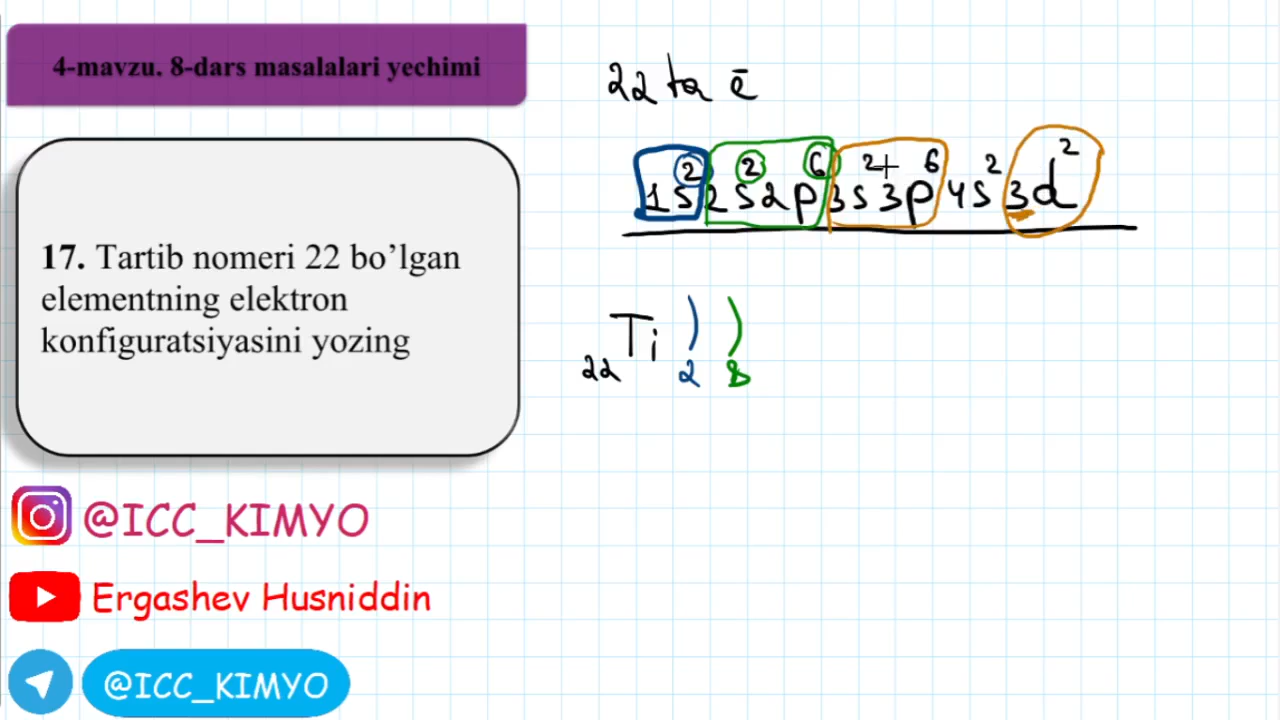 4-mavzu. 8-dars masalalari yechimi
17. Tartib nomeri 22 bo’lgan
elementning elektron
konfiguratsiyasini yozing
@ICC_KIMYO
Ergashev Husniddin
@ICC_KIMYO
22 ta ē
1s² 2s² 2p⁶ 3s² 3p⁶ 4s² 3d²
₂₂Ti ) )
2 8